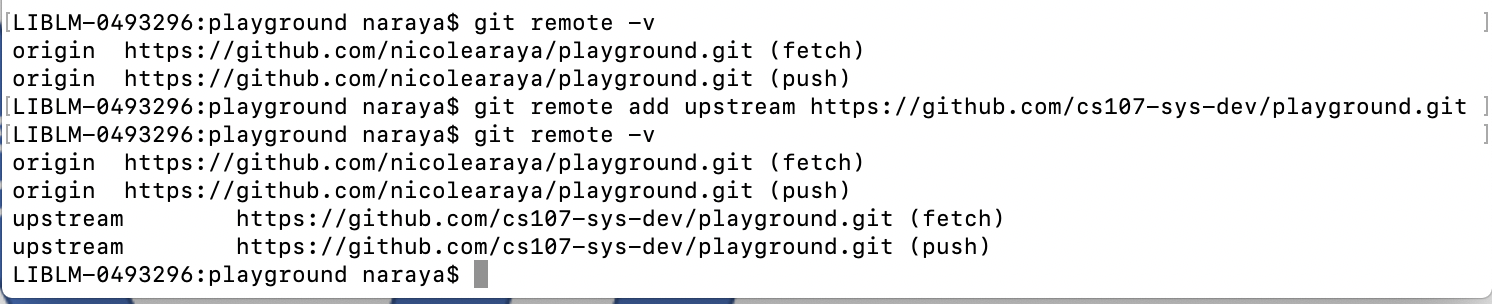 [LIBLM-0493296:playground naraya$ git remote -v ]
origin  https://github.com/nicolearaya/playground.git (fetch)
origin  https://github.com/nicolearaya/playground.git (push)
[LIBLM-0493296:playground naraya$ git remote add upstream https://github.com/cs107-sys-dev/playground.git ]
[LIBLM-0493296:playground naraya$ git remote -v ]
origin  https://github.com/nicolearaya/playground.git (fetch)
origin  https://github.com/nicolearaya/playground.git (push)
upstream        https://github.com/cs107-sys-dev/playground.git (fetch)
upstream        https://github.com/cs107-sys-dev/playground.git (push)
LIBLM-0493296:playground naraya$